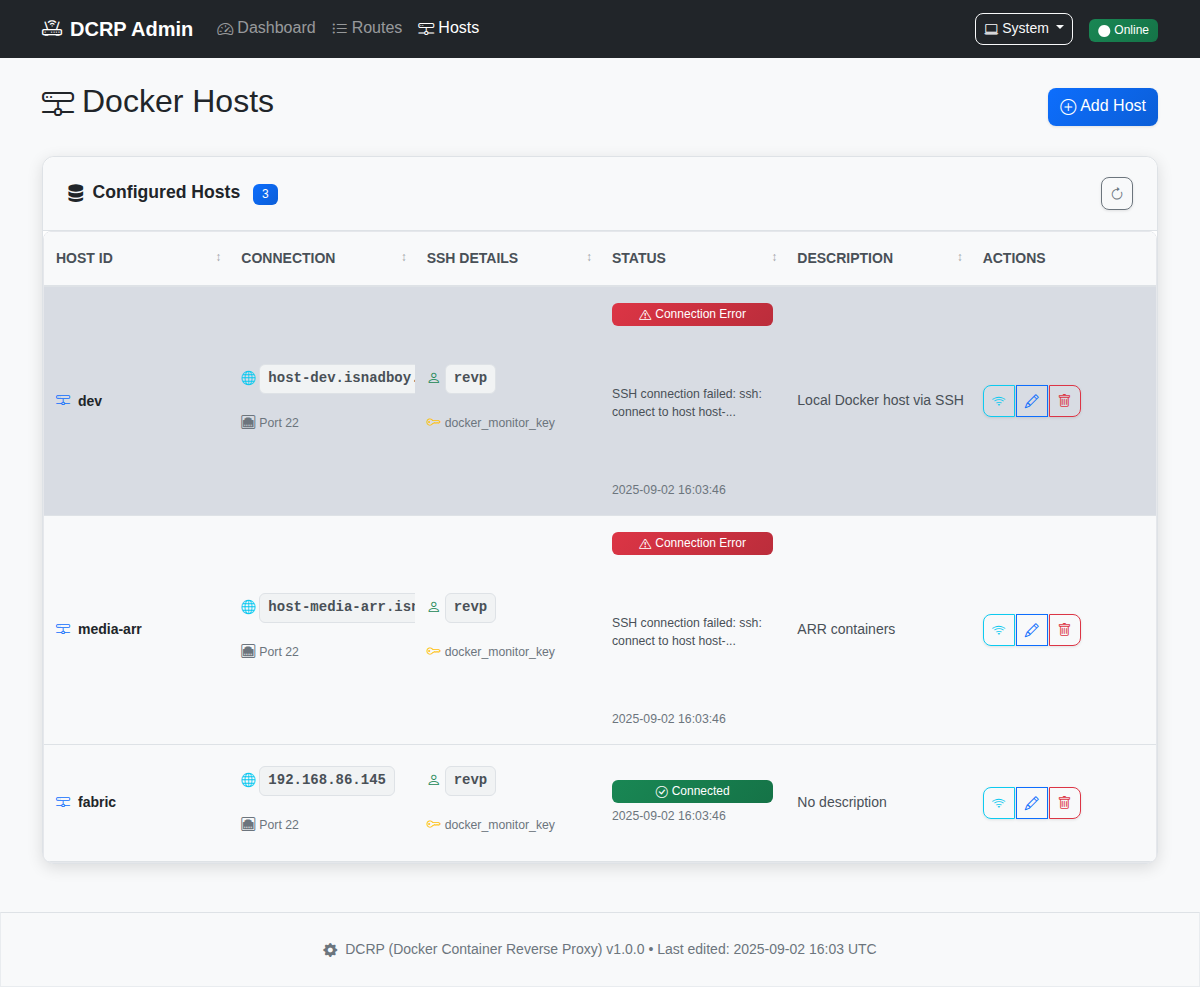 DCRP Admin Dashboard Routes Hosts System Online
Docker Hosts
Add Host
Configured Hosts 3
HOST ID CONNECTION SSH DETAILS STATUS DESCRIPTION ACTIONS
Connection Error
host-dev.isnadboy. revp
dev
SSH connection failed: ssh:
connect to host host-...
Local Docker host via SSH
Port 22 docker_monitor_key
2025-09-02 16:03:46
Connection Error
host-media-arr.isn revp
media-arr
SSH connection failed: ssh:
connect to host host-...
ARR containers
Port 22 docker_monitor_key
2025-09-02 16:03:46
192.168.86.145 revp
fabric
Connected
2025-09-02 16:03:46
No description
Port 22 docker_monitor_key
DCRP (Docker Container Reverse Proxy) v1.0.0 • Last edited: 2025-09-02 16:03 UTC